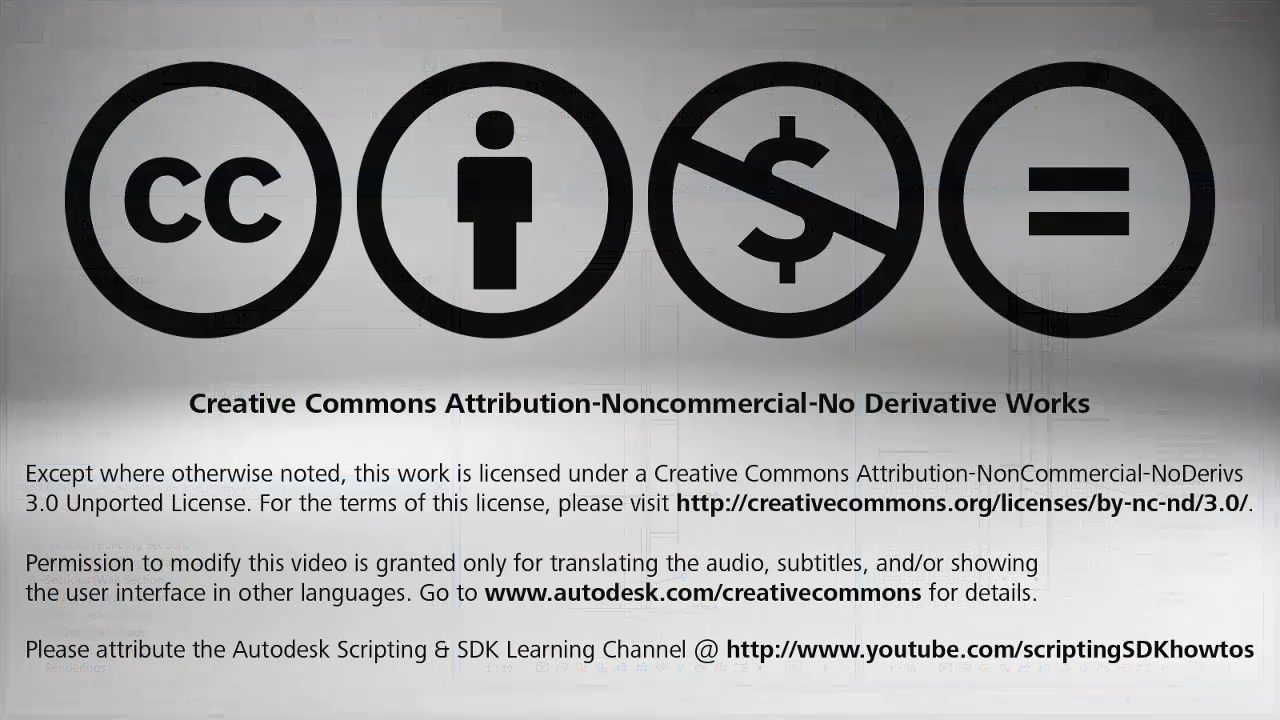 cc
$
=
Creative Commons Attribution-Noncommercial-No Derivative Works
Except where otherwise noted, this work is licensed under a Creative Commons Attribution-NonCommercial-NoDerivs
3.0 Unported License. For the terms of this license, please visit http://creativecommons.org/licenses/by-nc-nd/3.0/.
Permission to modify this video is granted only for translating the audio, subtitles, and/or showing
the user interface in other languages. Go to www.autodesk.com/creativecommons for details.
Please attribute the Autodesk Scripting & SDK Learning Channel @ http://www.youtube.com/scriptingSDKhowtos